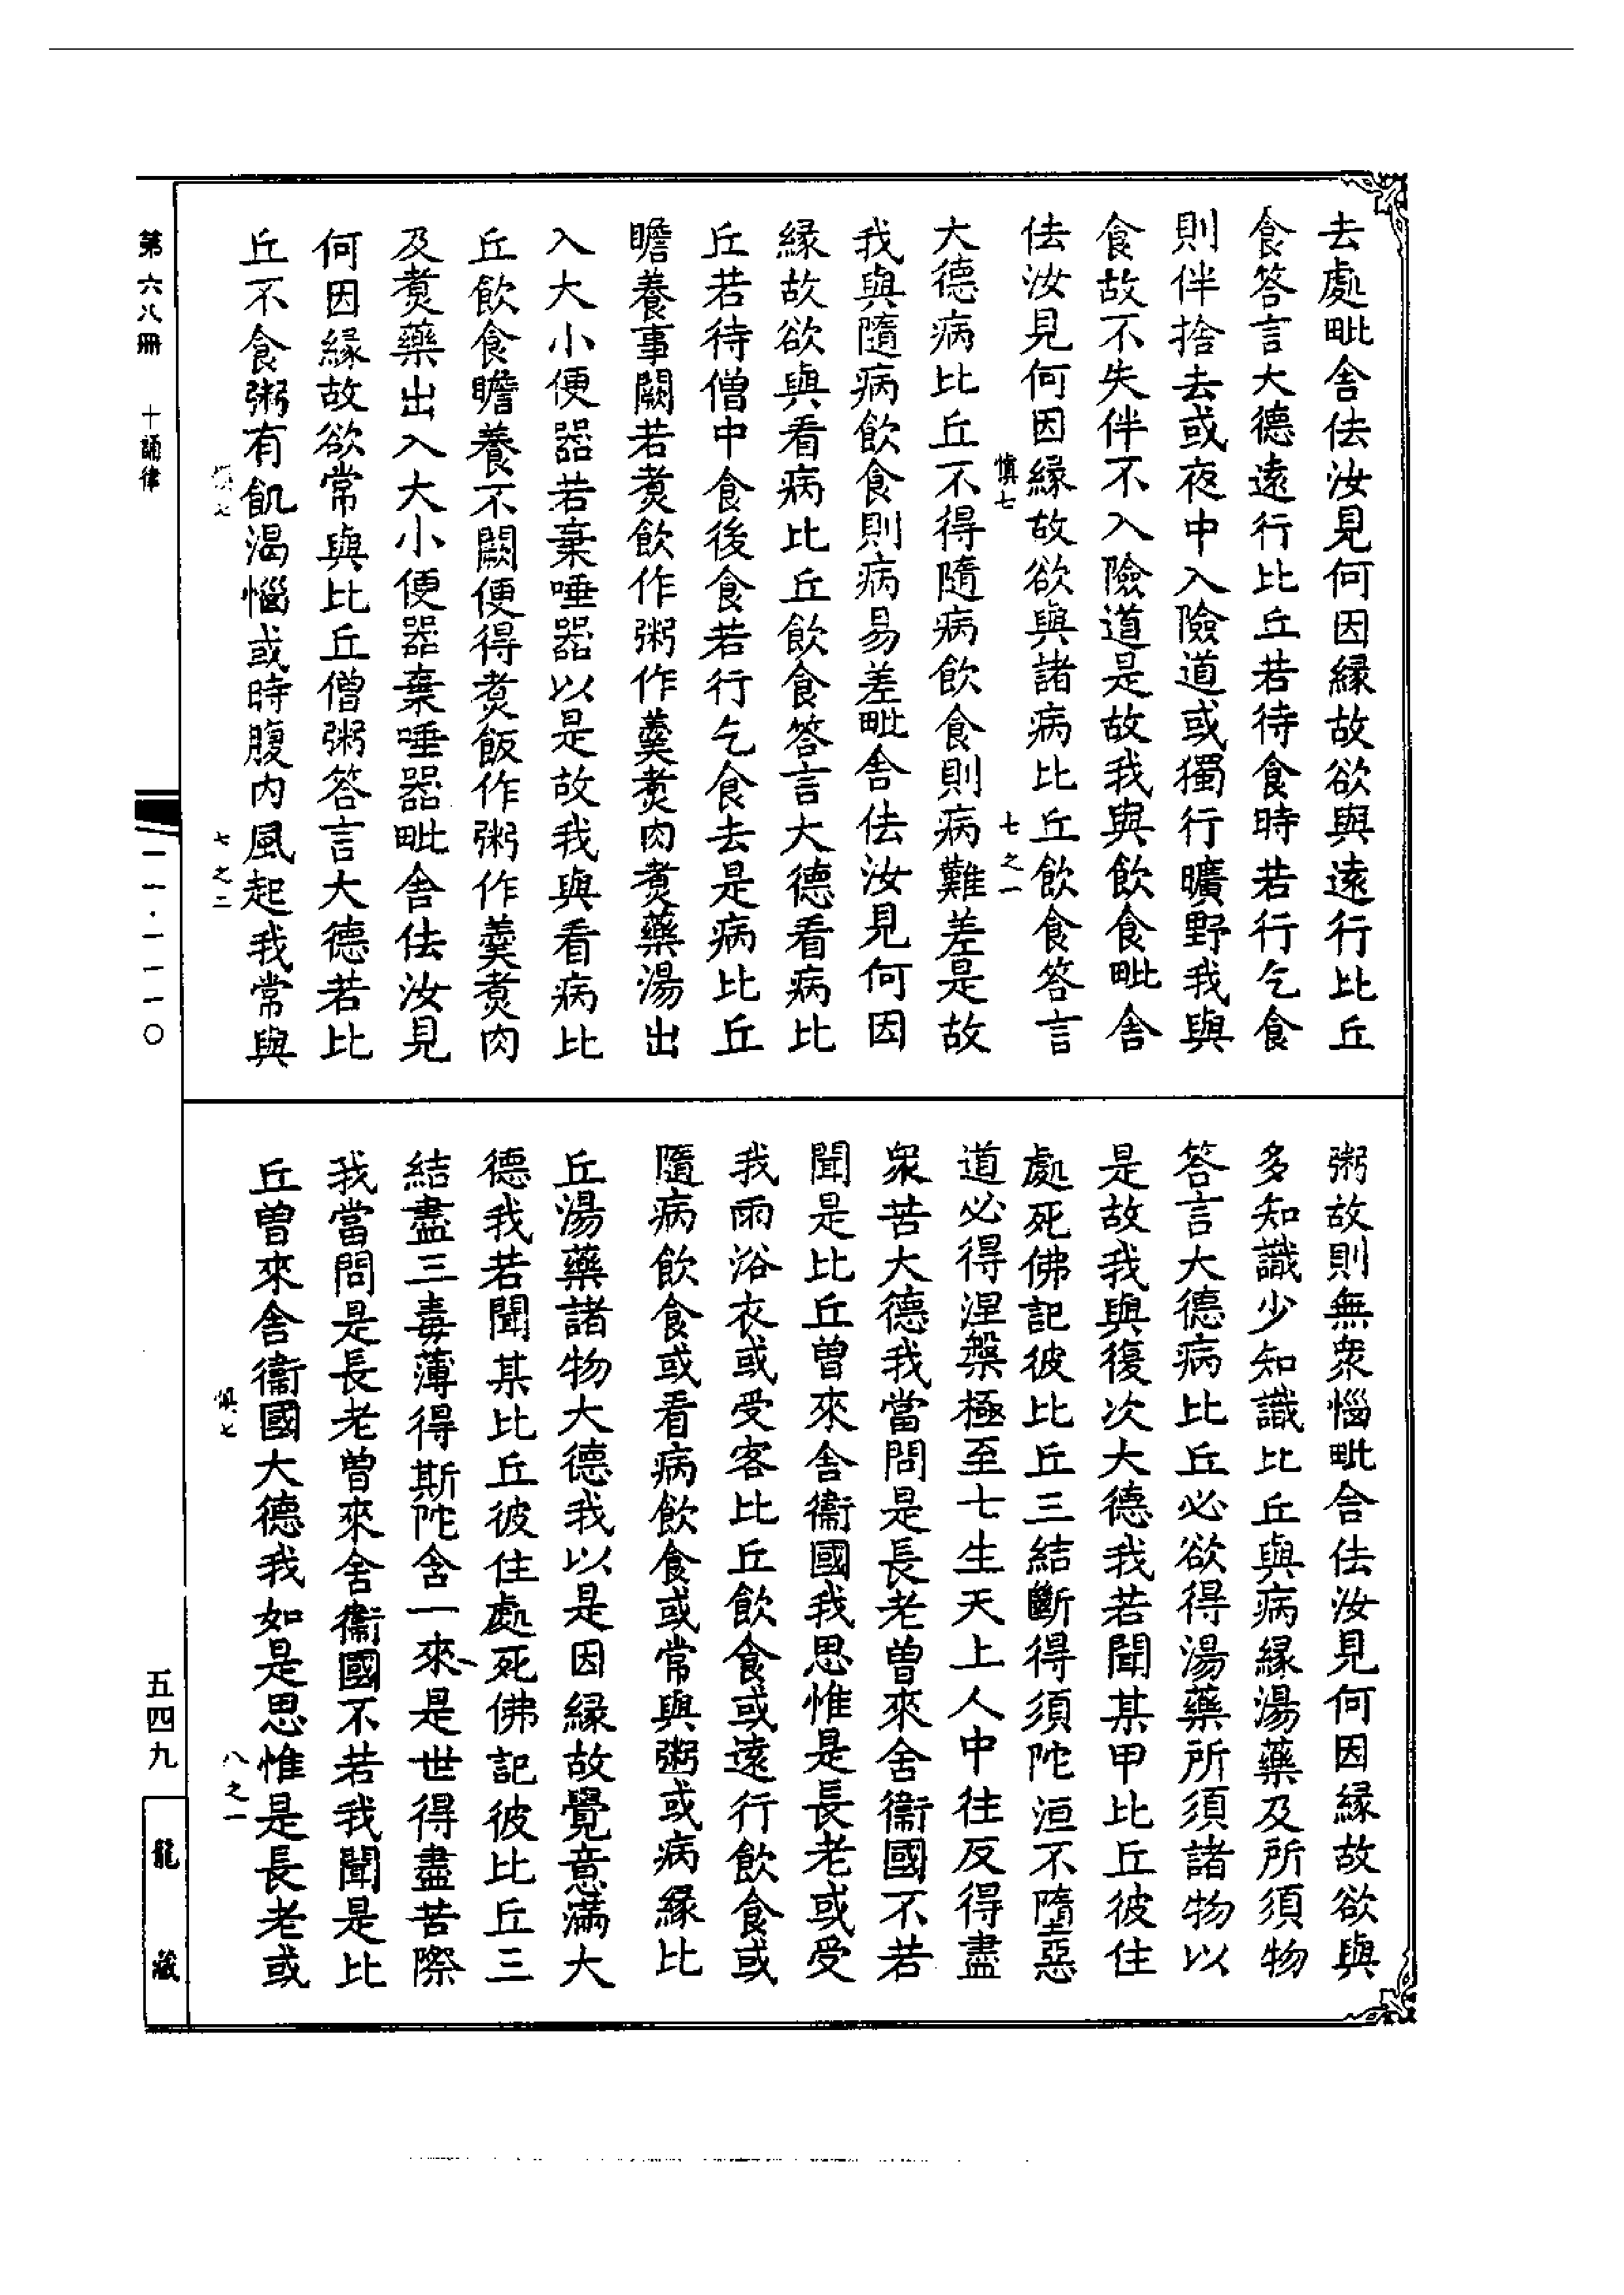 去處毗舍佉汝見何因緣故欲與遠行比丘
食答言大德遠行比丘若待食時若行乞食
則伴捨去或夜中入險道或獨行曠野我與
食故不失伴不入險道是故我與飲食毗舍
佉汝見何因緣故欲與諸病比丘飲食答言
慎七
七之一
大德病比丘不得隨病飲食則病難差是故
我與隨病飲食則病易差毗舍佉汝見何因
緣故欲與看病比丘飲食答言大德看病比
丘若待僧中食後食若行乞食去是病比丘
瞻養事闕若煑飲作粥作羹煑肉煑藥湯出
入大小便器若棄唾器以是故我與看病比
丘飲食瞻養不闕便得煑飯作粥作羹煑肉
及煑藥出入大小便器棄唾器毗舍佉汝見
何因緣故欲常與比丘僧粥答言大德若比
丘不食粥有飢渴惱或時腹內風起我常與
慎七
七之二
粥故則無衆惱毗舍佉汝見何因緣故欲與
多知識少知識比丘與病緣湯藥及所須物
答言大德病比丘必欲得湯藥所須諸物以
是故我與復次大德我若聞某甲比丘彼住
處死佛記彼比丘三結斷得須陀洹不墮惡
道必得涅槃極至七生天上人中往反得盡
衆苦大德我當問是長老曾來舍衞國不若
聞是比丘曾來舍衞國我思惟是長老或受
我雨浴衣或受客比丘飲食或遠行飲食或
隨病飲食或看病飲食或常與粥或病緣比
丘湯藥諸物大德我以是因緣故覺意滿大
德我若聞某比丘彼住處死佛記彼比丘三
結盡三毒薄得斯陀含一來是世得盡苦際
我當問是長老曾來舍衞國不若我聞是比
丘曾來舍衞國大德我如是思惟是長老或
慎七
八之一
第六八冊 十誦律
一一·一一一〇
五四九
龍藏